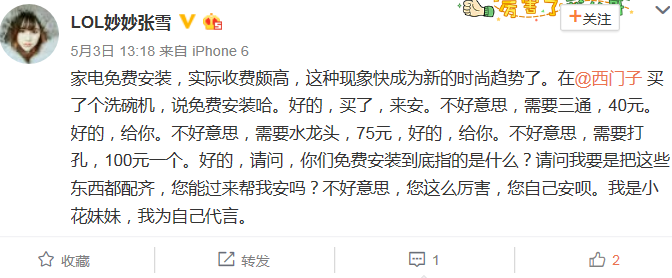 厉害了
LOL妙妙张雪
+关注
5月3日 13:18 来自 iPhone 6
家电免费安装，实际收费颇高，这种现象快成为新的时尚趋势了。在@西门子 买
了个洗碗机，说免费安装哈。好的，买了，来安。不好意思，需要三通，40元。
好的，给你。不好意思，需要水龙头，75元，好的，给你。不好意思，需要打
孔，100元一个。好的，请问，你们免费安装到底指的是什么？请问我要是把这些
东西都配齐，您能过来帮我安吗？不好意思，您这么厉害，您自己安呗。我是小
花妹妹，我为自己代言。
收藏 转发 1 2